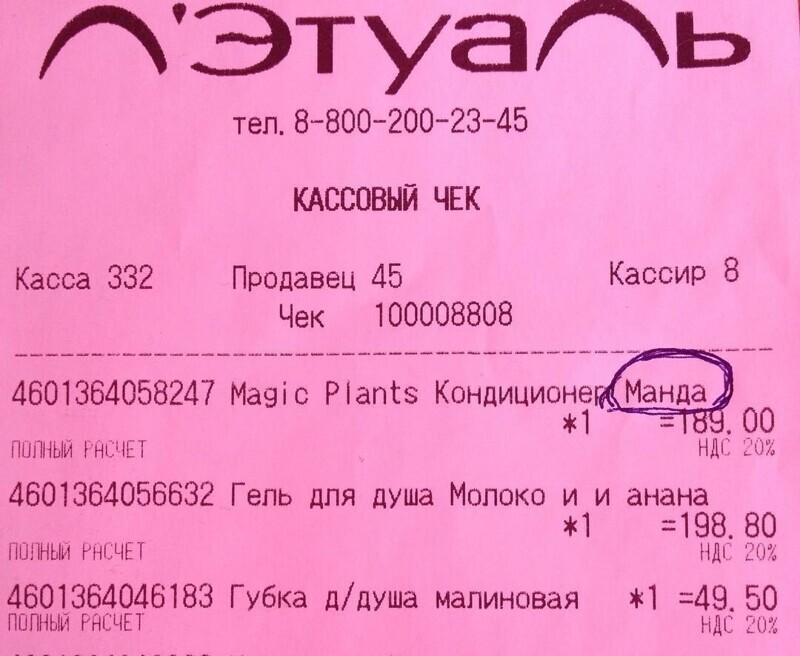 Л'Этуаль
тел. 8-800-200-23-45
КАССОВЫЙ ЧЕК
Касса 332 Продавец 45 Кассир 8
Чек 100008808
4601364058247 Magic Plants Кондиционер Манда
*1 =189.00
ПОЛНЫЙ РАСЧЕТ НДС 20%
4601364056632 Гель для душа Молоко и и анана
*1 =198.80
ПОЛНЫЙ РАСЧЕТ НДС 20%
4601364046183 Губка д/душа малиновая *1 =49.50
ПОЛНЫЙ РАСЧЕТ НДС 20%